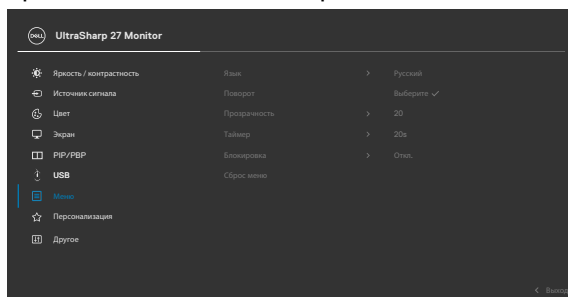 DELL UltraSharp 27 Monitor
Яркость / контрастность Язык > Русский
Источник сигнала Поворот Выберите ✓
Цвет Прозрачность > 20
Экран Таймер > 20s
PIP/PBP Блокировка > Откл.
USB Сброс меню
Меню
Персонализация
Другое
< Выход